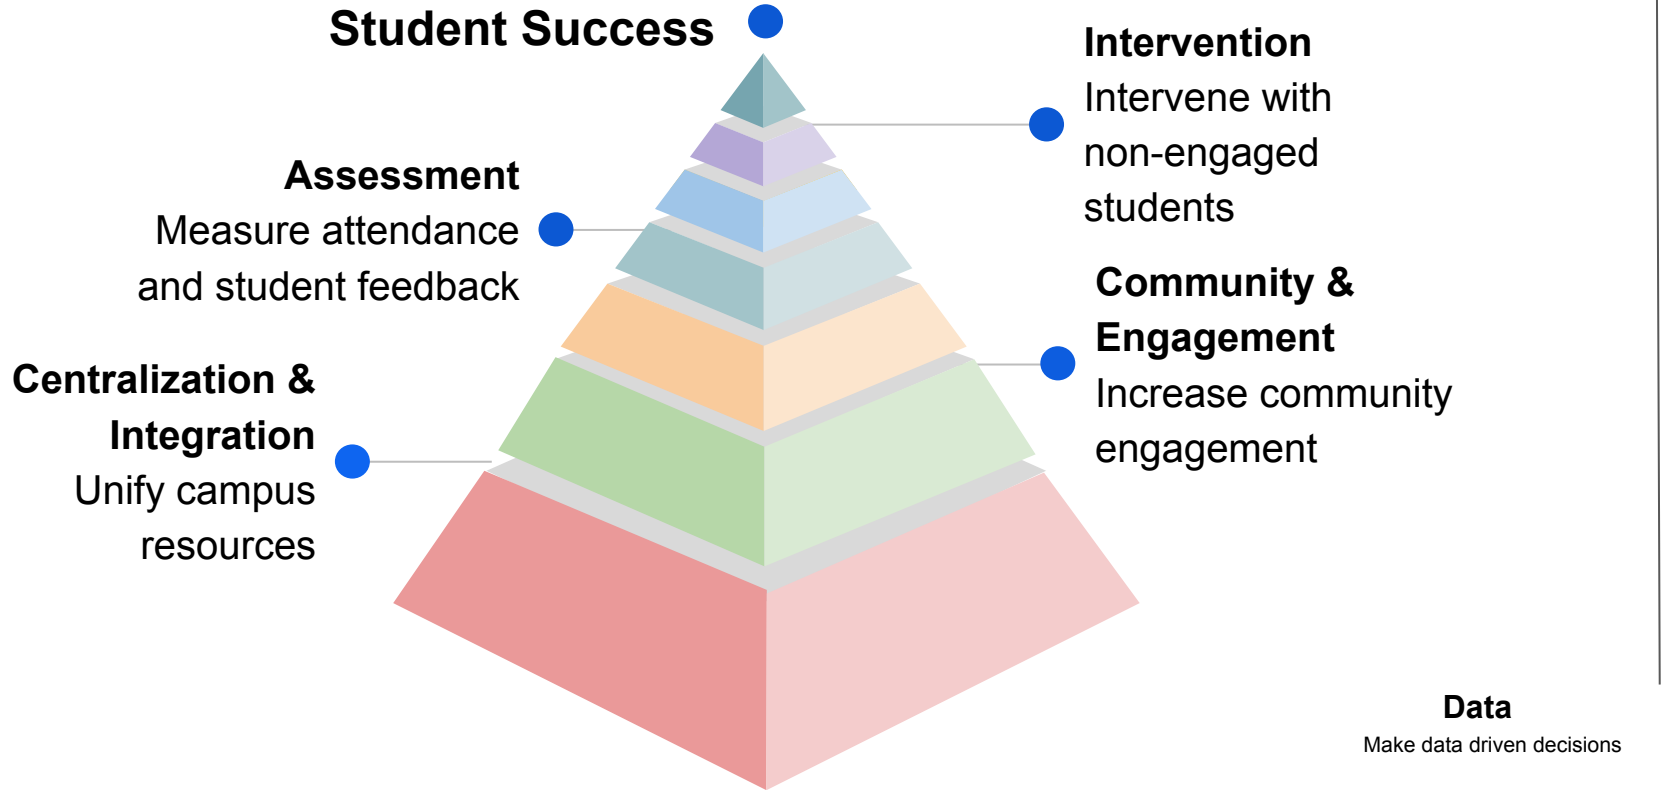 Student Success
Intervention
Intervene with
non-engaged
students
Assessment
Measure attendance
and student feedback
Community &
Engagement
Increase community
engagement
Centralization &
Integration
Unify campus
resources
Data
Make data driven decisions